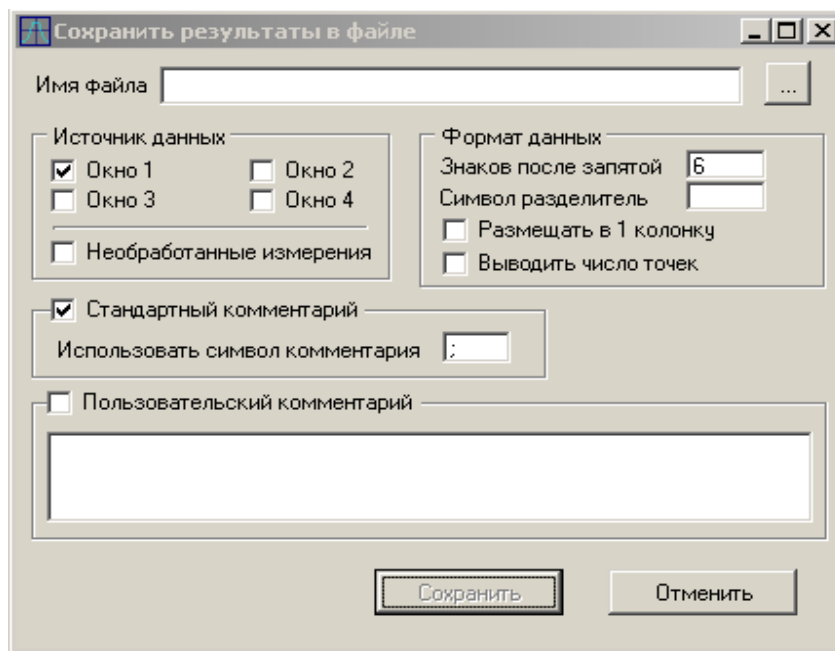 Сохранить результаты в файле
Имя файла ...
Источник данных
Окно 1 Окно 2
Окно 3 Окно 4
Необработанные измерения
Формат данных
Знаков после запятой 6
Символ разделитель
Размещать в 1 колонку
Выводить число точек
Стандартный комментарий
Использовать символ комментария ;
Пользовательский комментарий
Сохранить Отменить